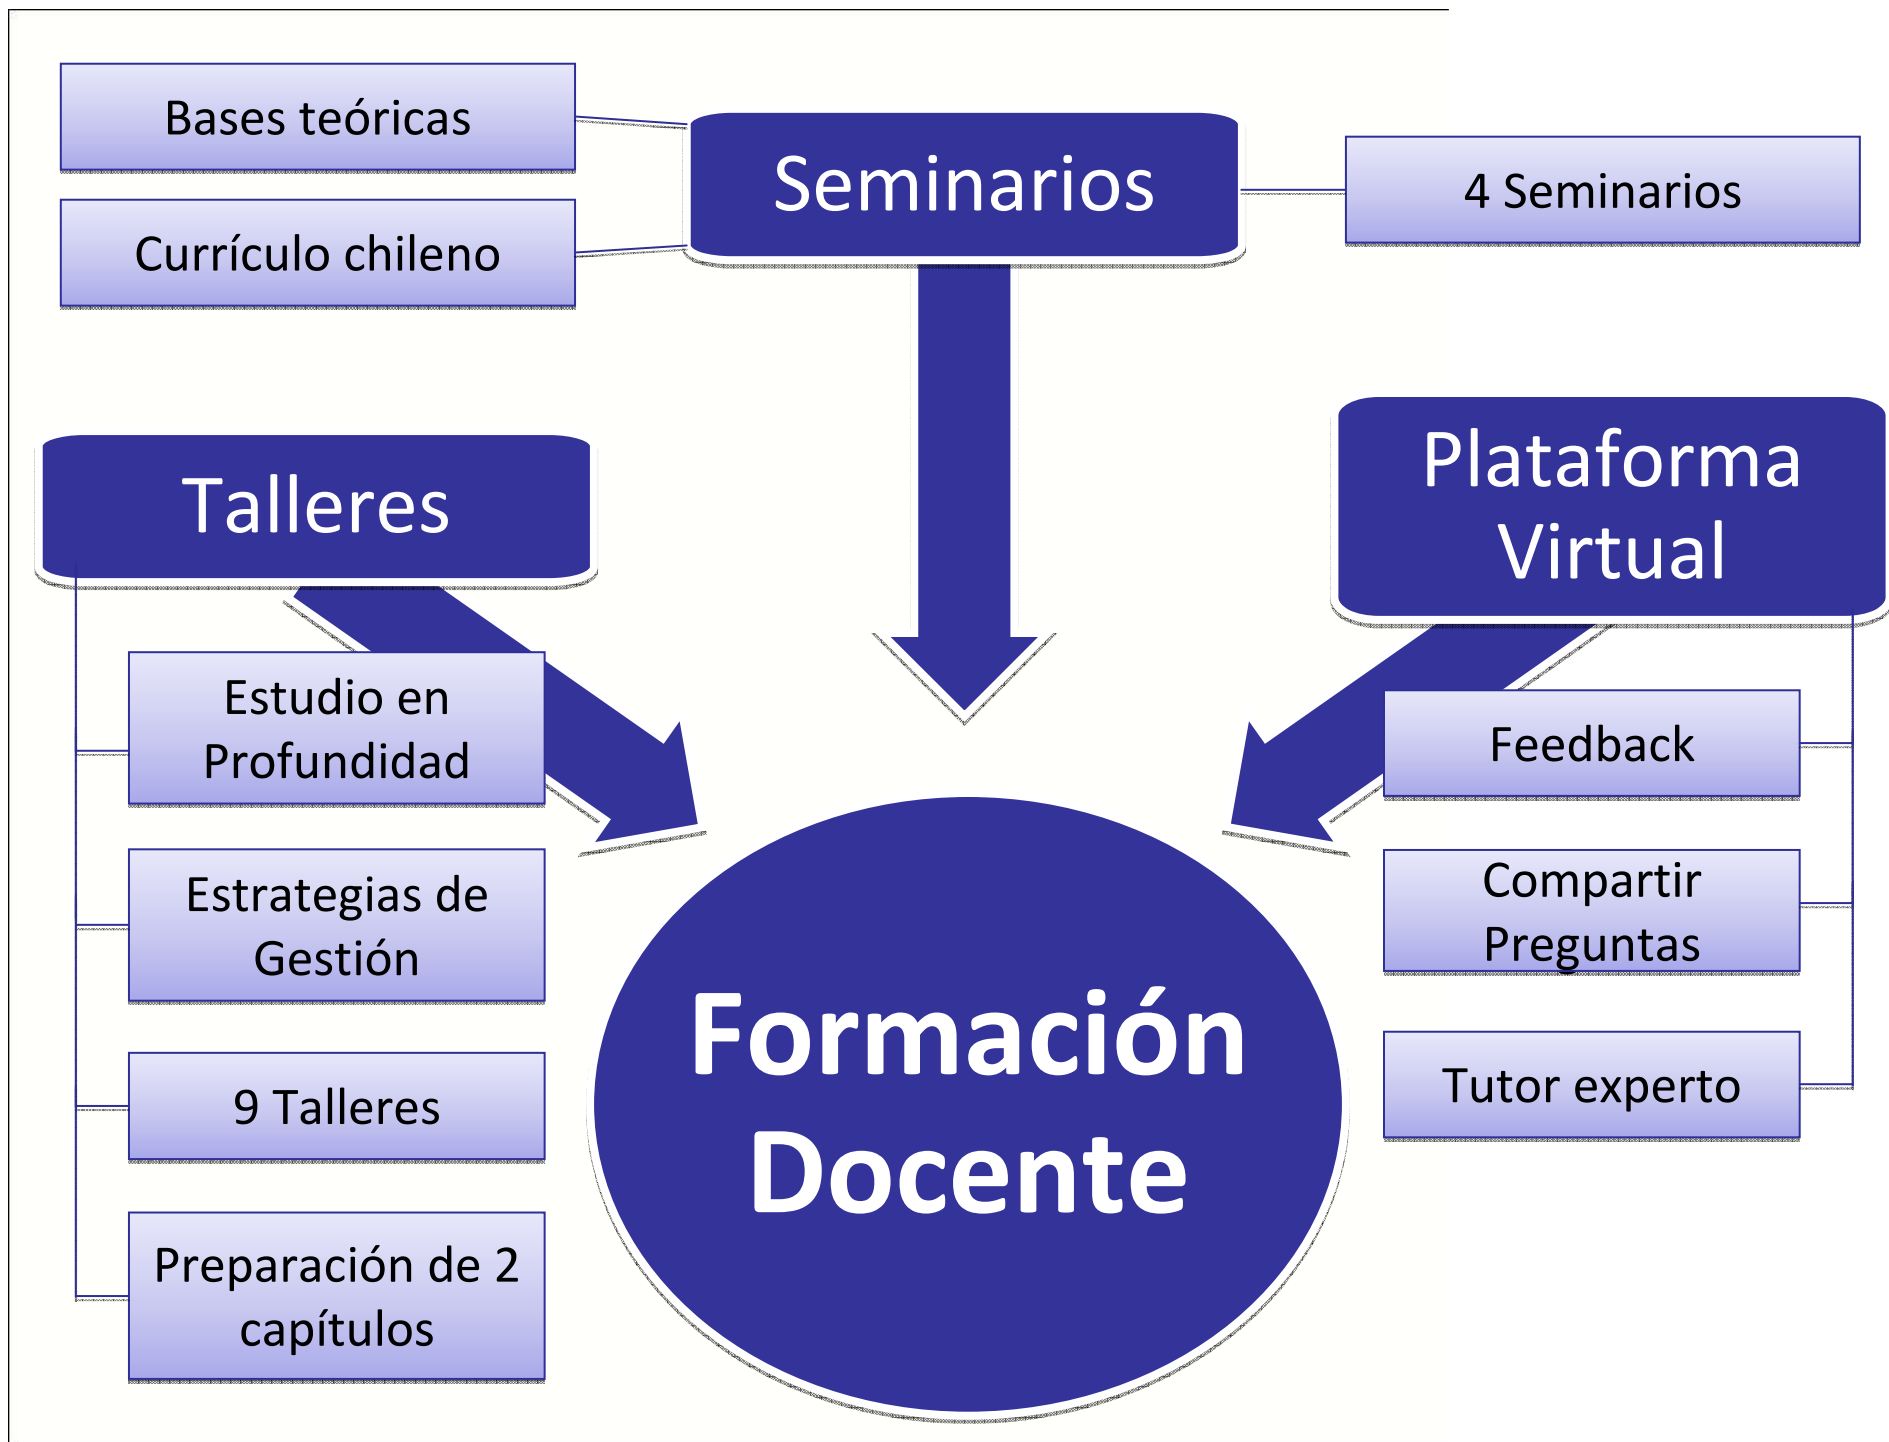 Bases teóricas
Currículo chileno
Seminarios
4 Seminarios
Talleres
Estudio en
Profundidad
Estrategias de
Gestión
9 Talleres
Preparación de 2
capítulos
Plataforma
Virtual
Feedback
Compartir
Preguntas
Tutor experto
Formación
Docente